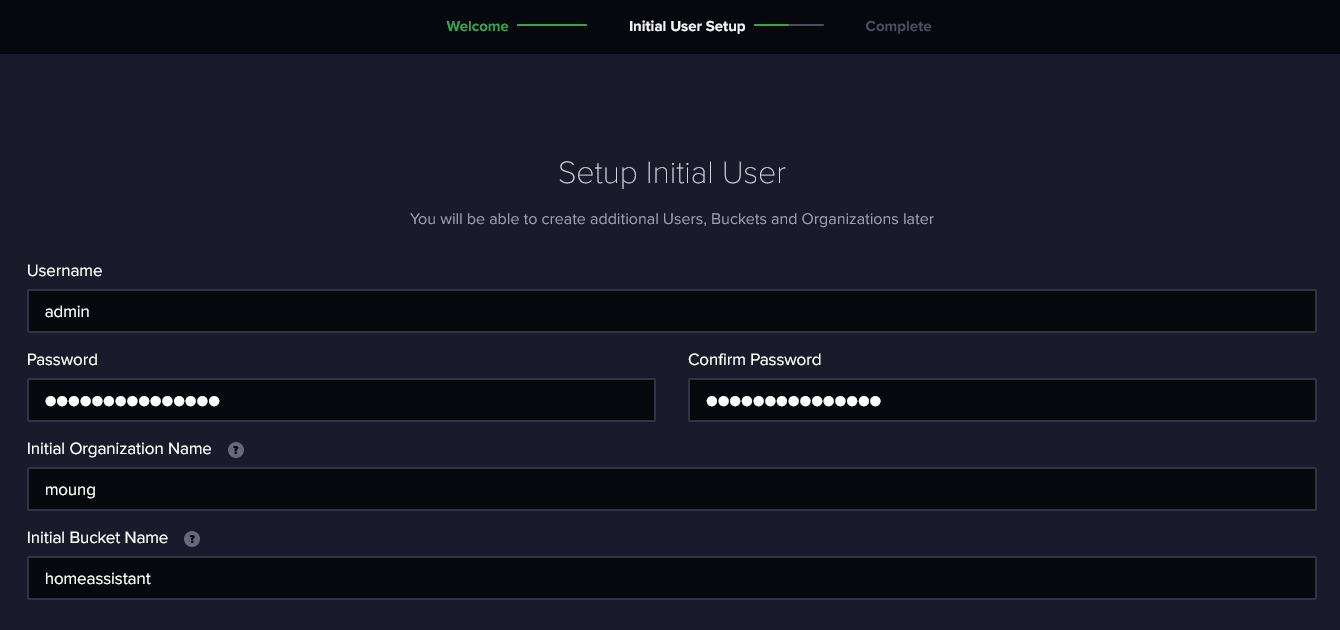 Welcome Initial User Setup Complete
Setup Initial User
You will be able to create additional Users, Buckets and Organizations later
Username
admin
Password Confirm Password
●●●●●●●●●●●●●●● ●●●●●●●●●●●●●●●
Initial Organization Name ?
moung
Initial Bucket Name ?
homeassistant